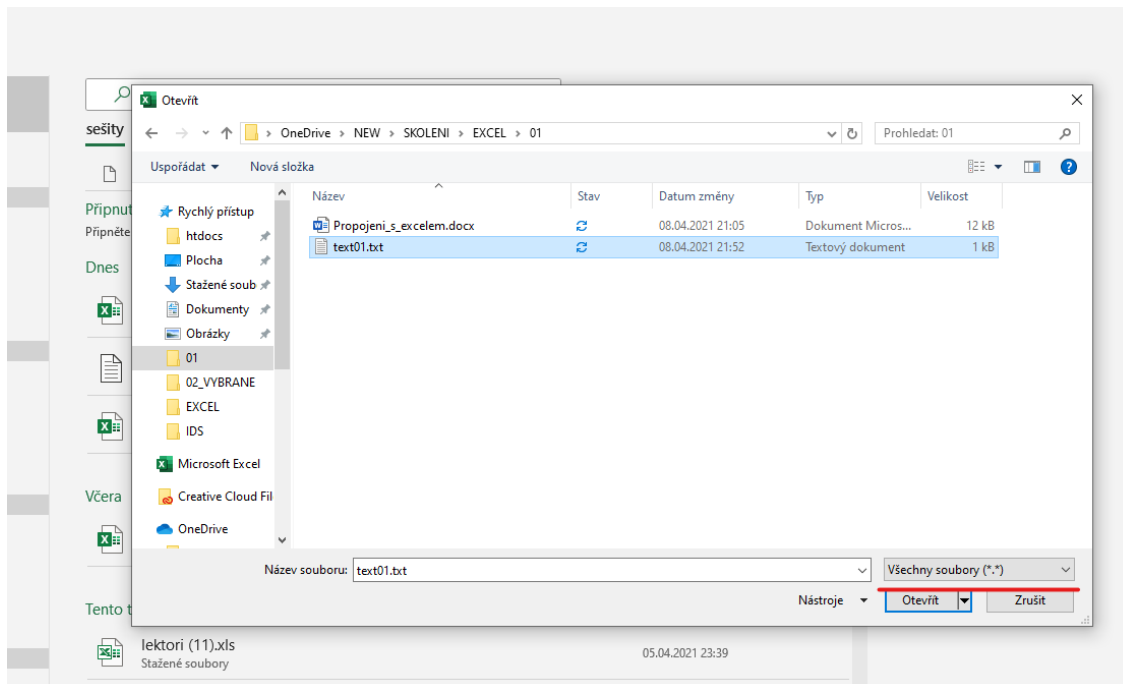 Otevřít
sešity
OneDrive > NEW > SKOLENI > EXCEL > 01
Prohledat: 01
Uspořádat
Nová složka
Název
Stav
Datum změny
Typ
Velikost
Připnut
Připněte
Rychlý přístup
Propojeni_s_excelem.docx
08.04.2021 21:05
Dokument Micros...
12 kB
htdocs
text01.txt
08.04.2021 21:52
Textový dokument
1 kB
Dnes
Plocha
Stažené soub
Dokumenty
Obrázky
01
02_VYBRANE
EXCEL
IDS
Microsoft Excel
Včera
Creative Cloud Fil
OneDrive
Název souboru:
text01.txt
Všechny soubory (*.*)
Nástroje
Otevřít
Zrušit
Tento t
lektori (11).xls
Stažené soubory
05.04.2021 23:39